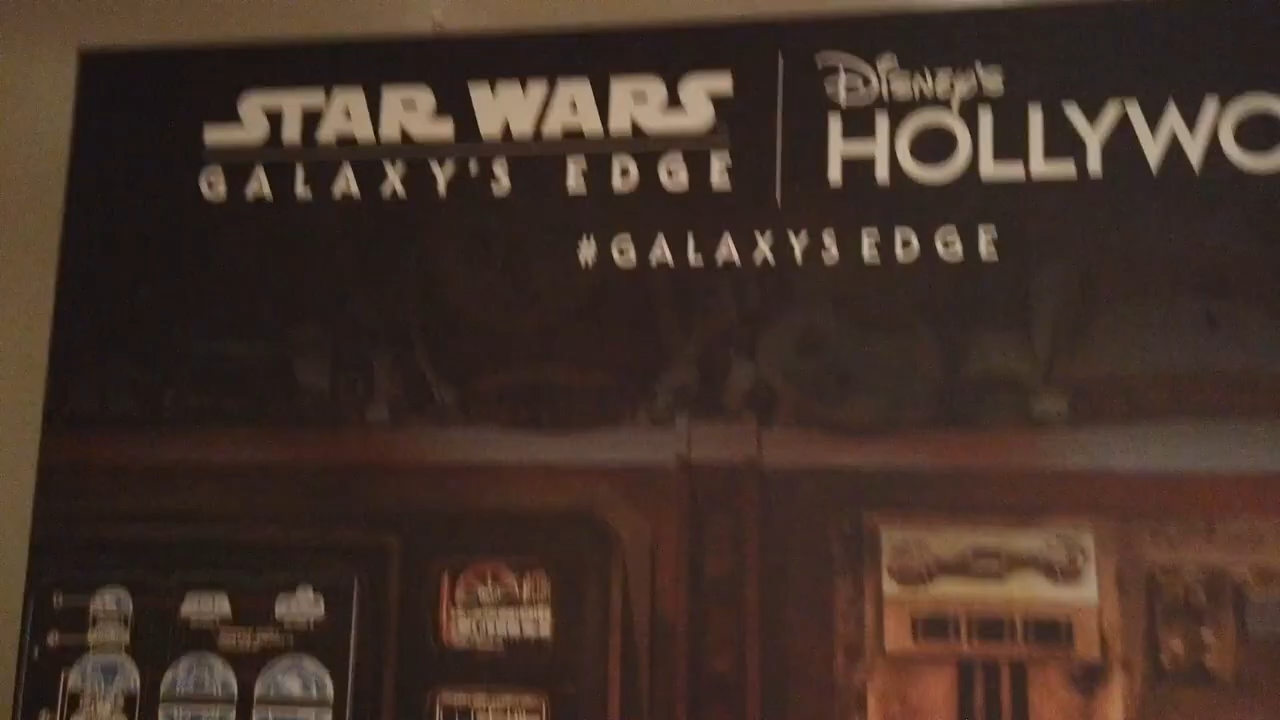 STAR WARS
GALAXY'S EDGE
Disney's
HOLLYWO
#GALAXYSEDGE